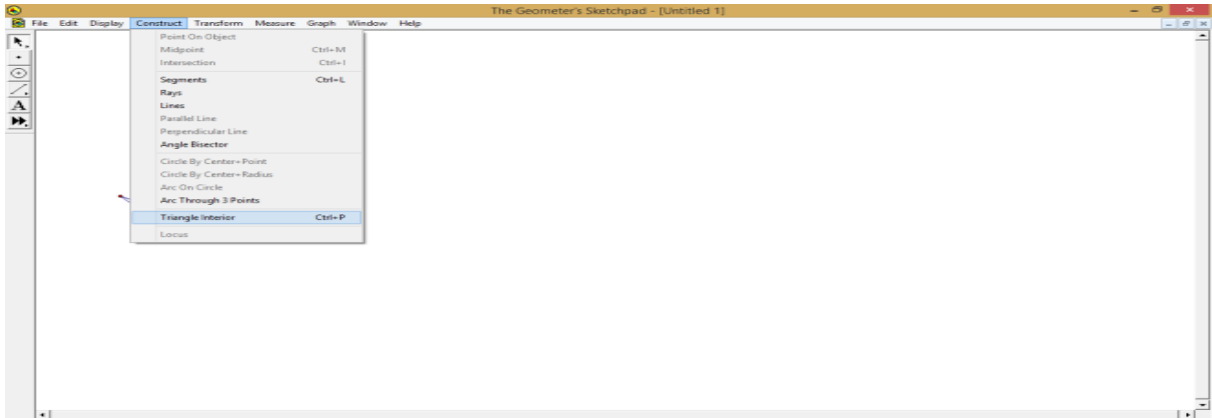 The Geometer's Sketchpad - [Untitled 1]
File Edit Display Construct Transform Measure Graph Window Help
Point On Object
Midpoint Ctrl+M
Intersection Ctrl+I
Segments Ctrl+L
Rays
Lines
Parallel Line
Perpendicular Line
Angle Bisector
Circle By Center+Point
Circle By Center+Radius
Arc On Circle
Arc Through 3 Points
Triangle Interior Ctrl+P
Locus
A